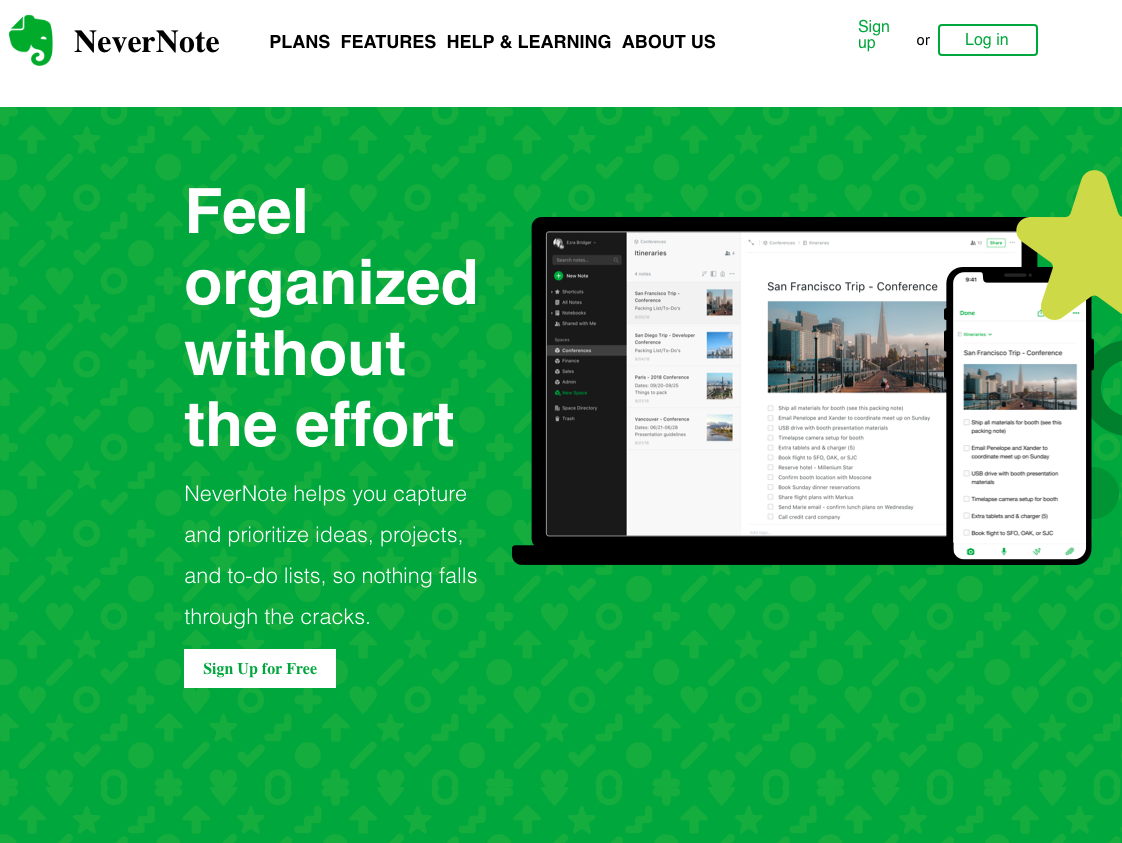 NeverNote
PLANS FEATURES HELP & LEARNING ABOUT US
Sign
up
or
Log in
Feel
organized
without
the effort
NeverNote helps you capture
and prioritize ideas, projects,
and to-do lists, so nothing falls
through the cracks.
Sign Up for Free
Ezra Bridger
Search notes...
New Note
Shortcuts
All Notes
Notebooks
Shared with Me
Spaces
Conferences
Finance
Sales
Admin
New Space
Space Directory
Trash
Conferences
Itineraries
4 notes
San Francisco Trip -
Conference
Packing List/To-Do's
San Diego Trip - Developer
Conference
Packing List/To-Do's
Paris - 2018 Conference
Dates: 09/20-09/25
Things to pack
Vancouver - Conference
Dates: 06/21-06/28
Presentation guidelines
Conferences
Itineraries
Share
San Francisco Trip - Conference
Ship all materials for booth (see this packing note)
Email Penelope and Xander to coordinate meet up on Sunday
USB drive with booth presentation materials
Timelapse camera setup for booth
Extra tablets and & charger (5)
Book flight to SFO, OAK, or SJC
Reserve hotel - Millenium Star
Confirm booth location with Moscone
Book Sunday dinner reservations
Share flight plans with Markus
Send Marie email - confirm lunch plans on Wednesday
Call credit card company
9:41
Done
Itineraries
San Francisco Trip - Conference
Ship all materials for booth (see this
packing note)
Email Penelope and Xander to
coordinate meet up on Sunday
USB drive with booth presentation
materials
Timelapse camera setup for booth
Extra tablets and & charger (5)
Book flight to SFO, OAK, or SJC